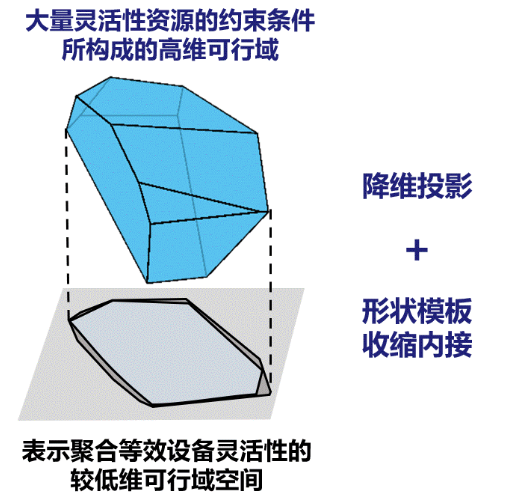 大量灵活性资源的约束条件
所构成的高维可行域
降维投影
+
形状模板
收缩内接
表示聚合等效设备灵活性的
较低维可行域空间